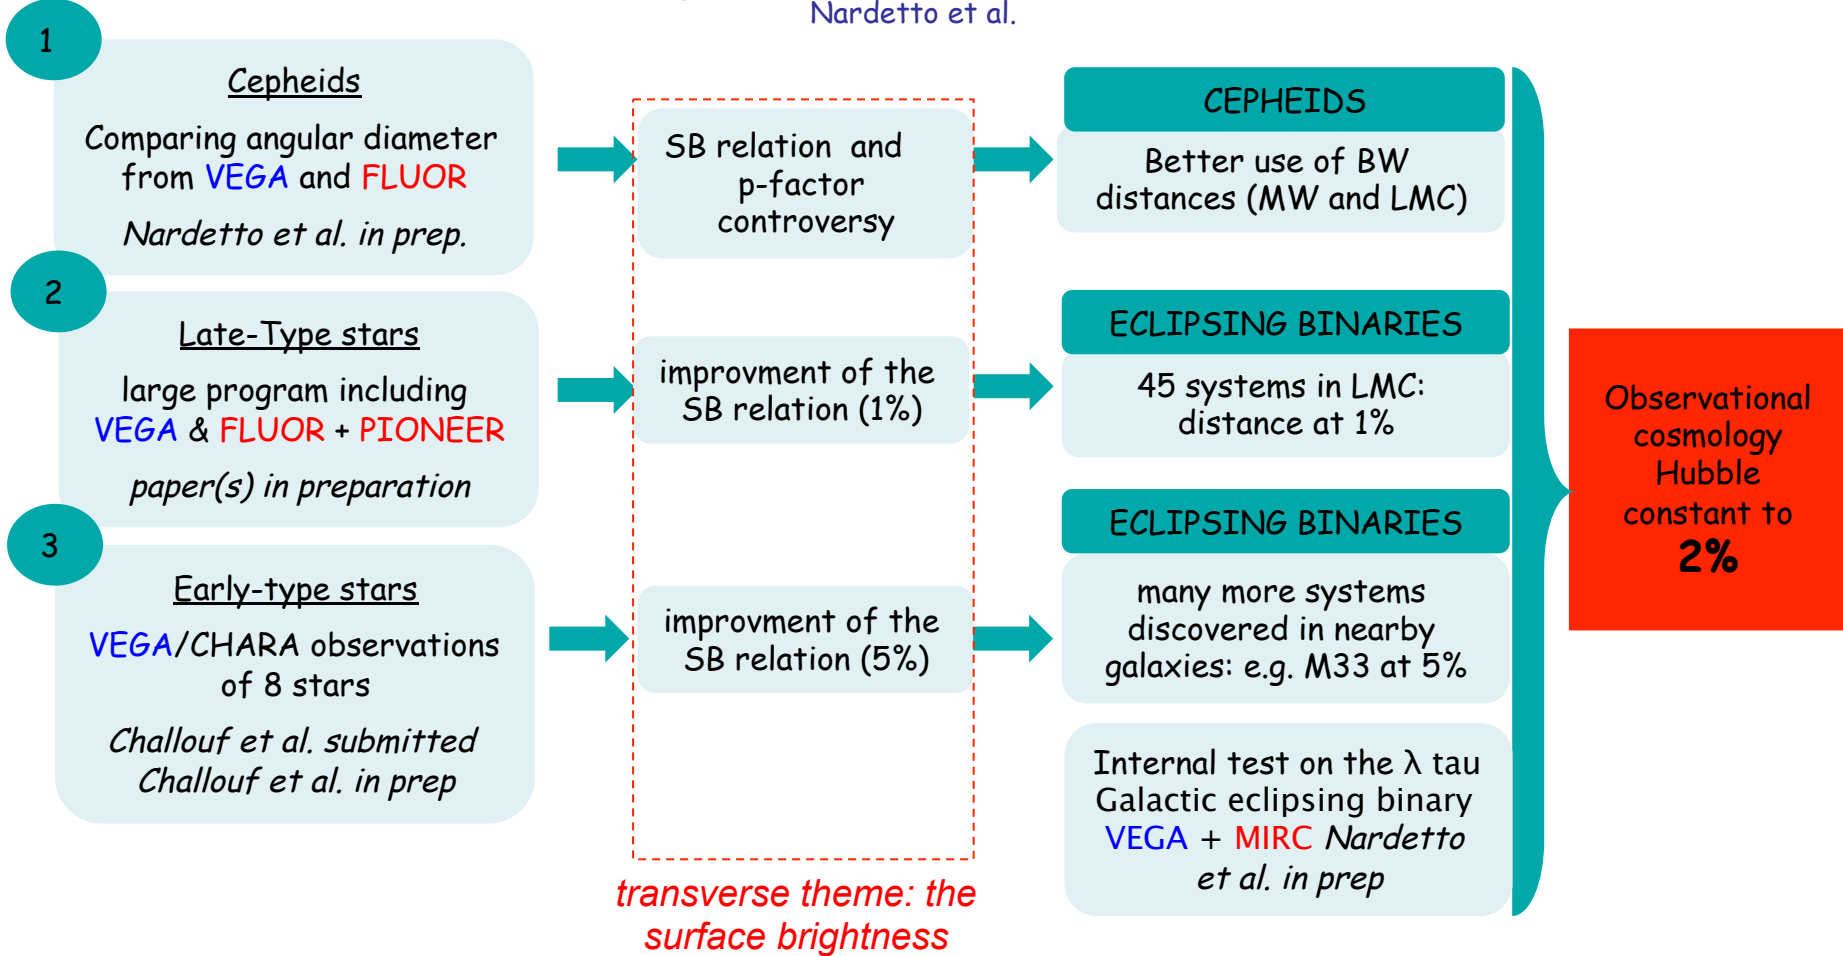 Nardetto et al.
1
Cepheids
Comparing angular diameter
from VEGA and FLUOR
Nardetto et al. in prep.
SB relation and
p-factor
controversy
CEPHEIDS
Better use of BW
distances (MW and LMC)
2
Late-Type stars
large program including
VEGA & FLUOR + PIONEER
paper(s) in preparation
improvment of the
SB relation (1%)
ECLIPSING BINARIES
45 systems in LMC:
distance at 1%
3
Early-type stars
VEGA/CHARA observations
of 8 stars
Challouf et al. submitted
Challouf et al. in prep
improvment of the
SB relation (5%)
ECLIPSING BINARIES
many more systems
discovered in nearby
galaxies: e.g. M33 at 5%
Internal test on the λ tau
Galactic eclipsing binary
VEGA + MIRC Nardetto
et al. in prep
transverse theme: the
surface brightness
Observational
cosmology
Hubble
constant to
2%